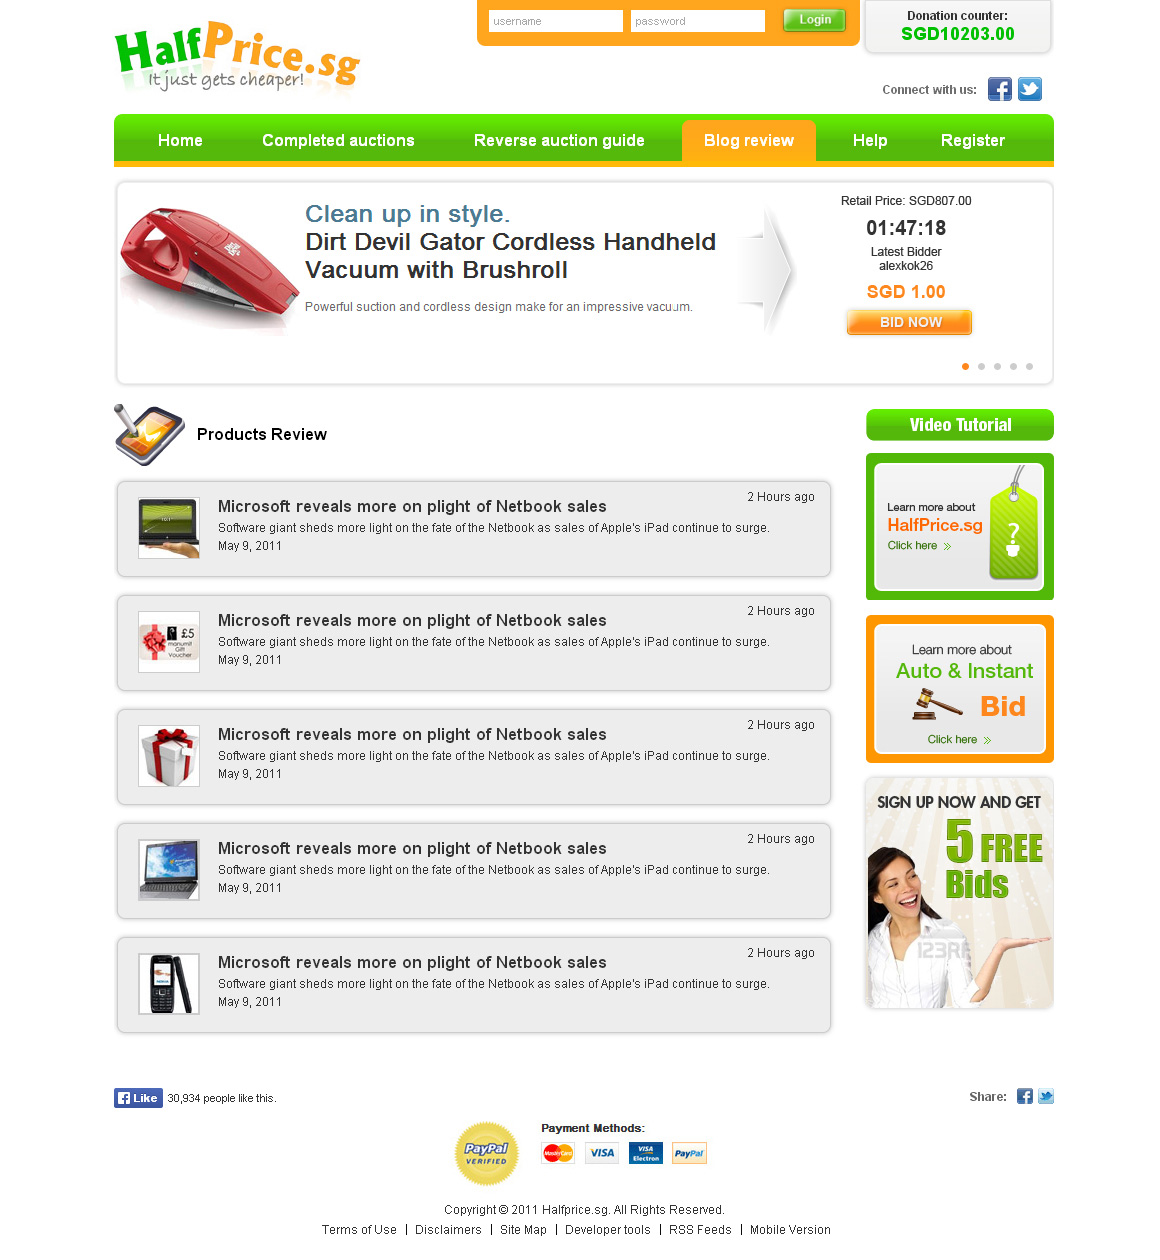 HalfPrice.sg
It just gets cheaper!
username
password
Login
Donation counter:
SGD10203.00
Connect with us:
Home
Completed auctions
Reverse auction guide
Blog review
Help
Register
Clean up in style.
Dirt Devil Gator Cordless Handheld
Vacuum with Brushroll
Powerful suction and cordless design make for an impressive vacuum.
Retail Price: SGD807.00
01:47:18
Latest Bidder
alexkok26
SGD 1.00
BID NOW
Products Review
2 Hours ago
Microsoft reveals more on plight of Netbook sales
Software giant sheds more light on the fate of the Netbook as sales of Apple's iPad continue to surge.
May 9, 2011
2 Hours ago
Microsoft reveals more on plight of Netbook sales
£5
Gift
Voucher
Software giant sheds more light on the fate of the Netbook as sales of Apple's iPad continue to surge.
May 9, 2011
2 Hours ago
Microsoft reveals more on plight of Netbook sales
Software giant sheds more light on the fate of the Netbook as sales of Apple's iPad continue to surge.
May 9, 2011
2 Hours ago
Microsoft reveals more on plight of Netbook sales
Software giant sheds more light on the fate of the Netbook as sales of Apple's iPad continue to surge.
May 9, 2011
2 Hours ago
Microsoft reveals more on plight of Netbook sales
Software giant sheds more light on the fate of the Netbook as sales of Apple's iPad continue to surge.
May 9, 2011
Video Tutorial
Learn more about
HalfPrice.sg
Click here
?
Learn more about
Auto & Instant
Bid
Click here
SIGN UP NOW AND GET
5 FREE
Bids
123RF
Like
30,934 people like this.
Share:
PayPal
VERIFIED
Payment Methods:
MasterCard
VISA
VISA
Electron
PayPal
Copyright © 2011 Halfprice.sg. All Rights Reserved.
Terms of Use | Disclaimers | Site Map | Developer tools | RSS Feeds | Mobile Version